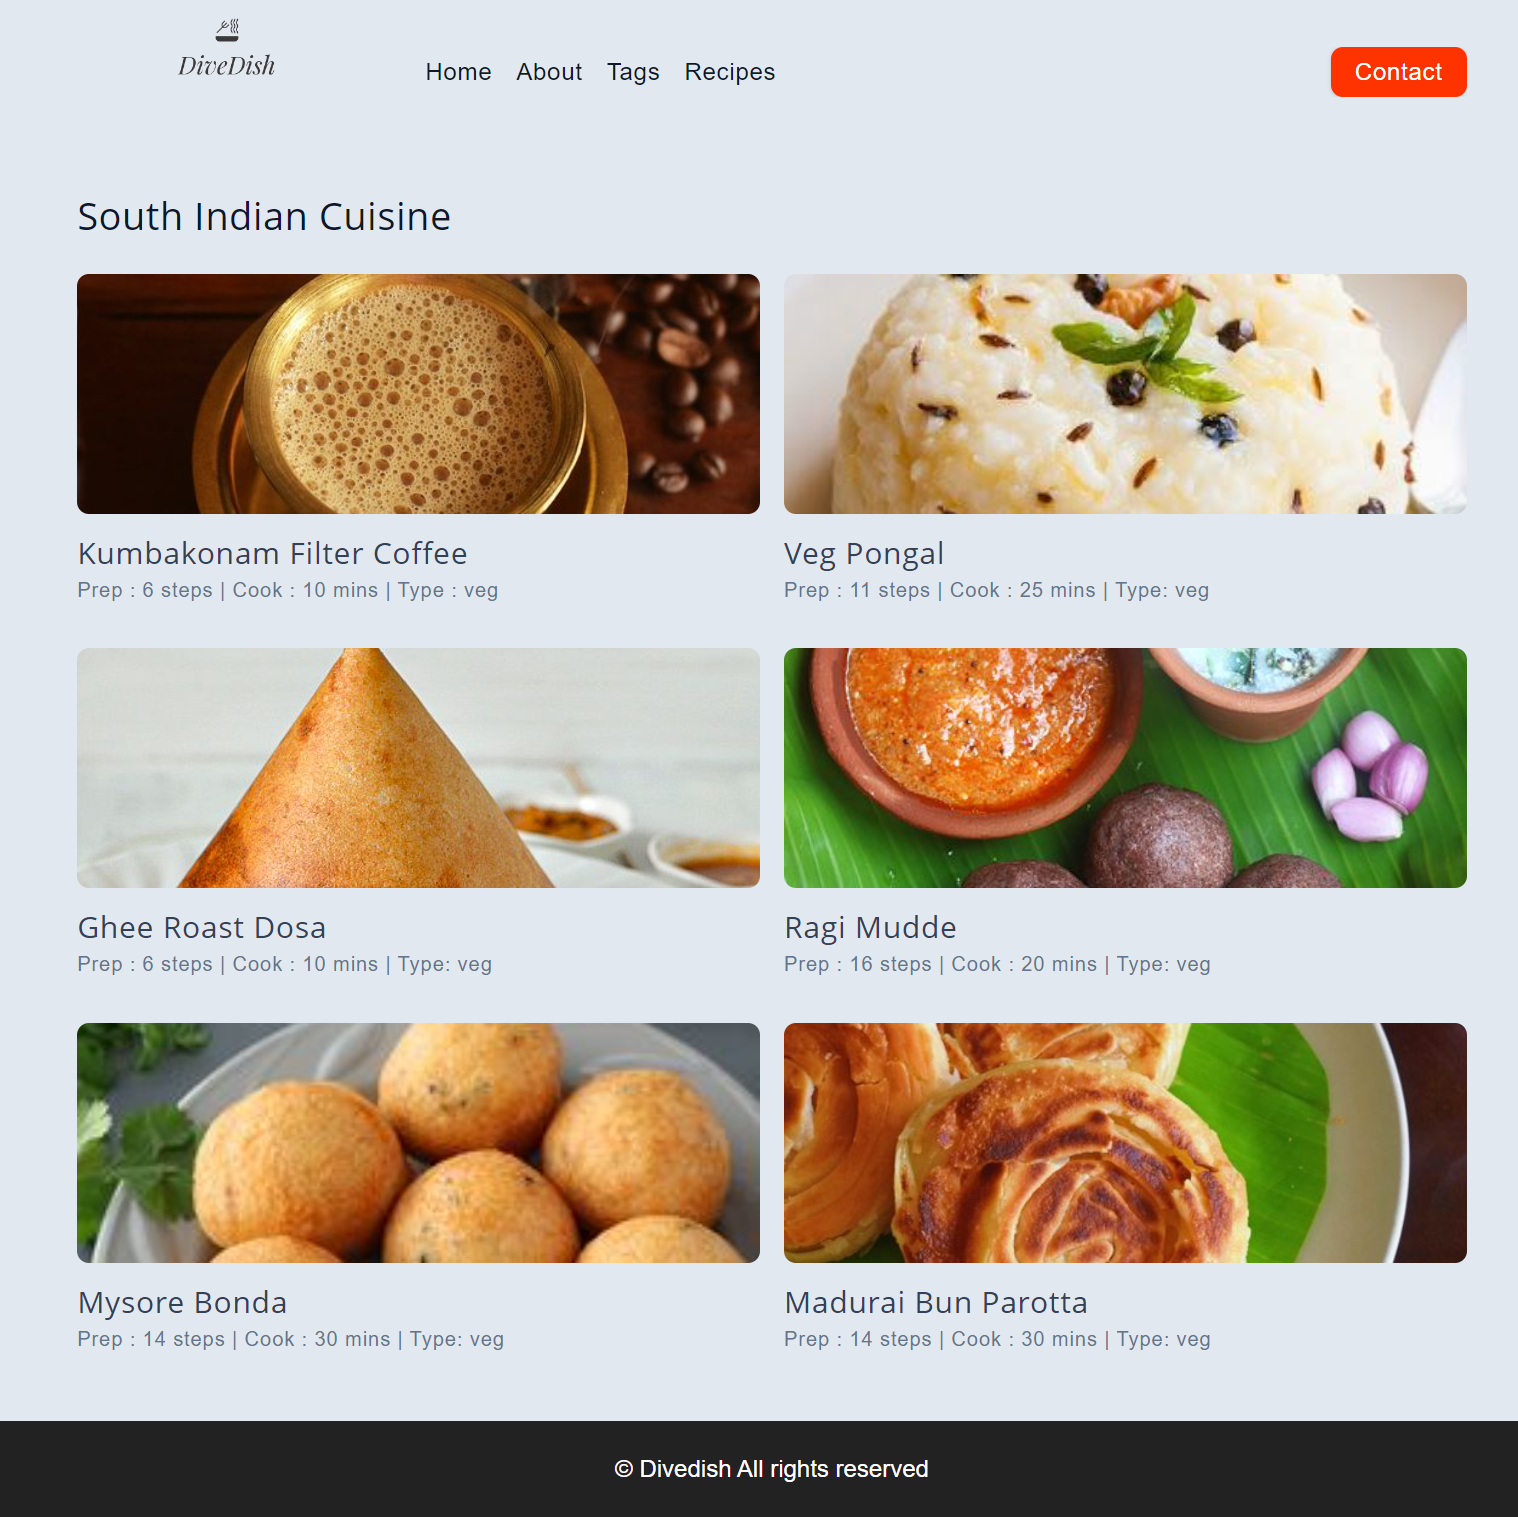 DiveDish
Home About Tags Recipes
Contact
South Indian Cuisine
Kumbakonam Filter Coffee
Prep : 6 steps | Cook : 10 mins | Type : veg
Veg Pongal
Prep : 11 steps | Cook : 25 mins | Type: veg
Ghee Roast Dosa
Prep : 6 steps | Cook : 10 mins | Type: veg
Ragi Mudde
Prep : 16 steps | Cook : 20 mins | Type: veg
Mysore Bonda
Prep : 14 steps | Cook : 30 mins | Type: veg
Madurai Bun Parotta
Prep : 14 steps | Cook : 30 mins | Type: veg
© Divedish All rights reserved